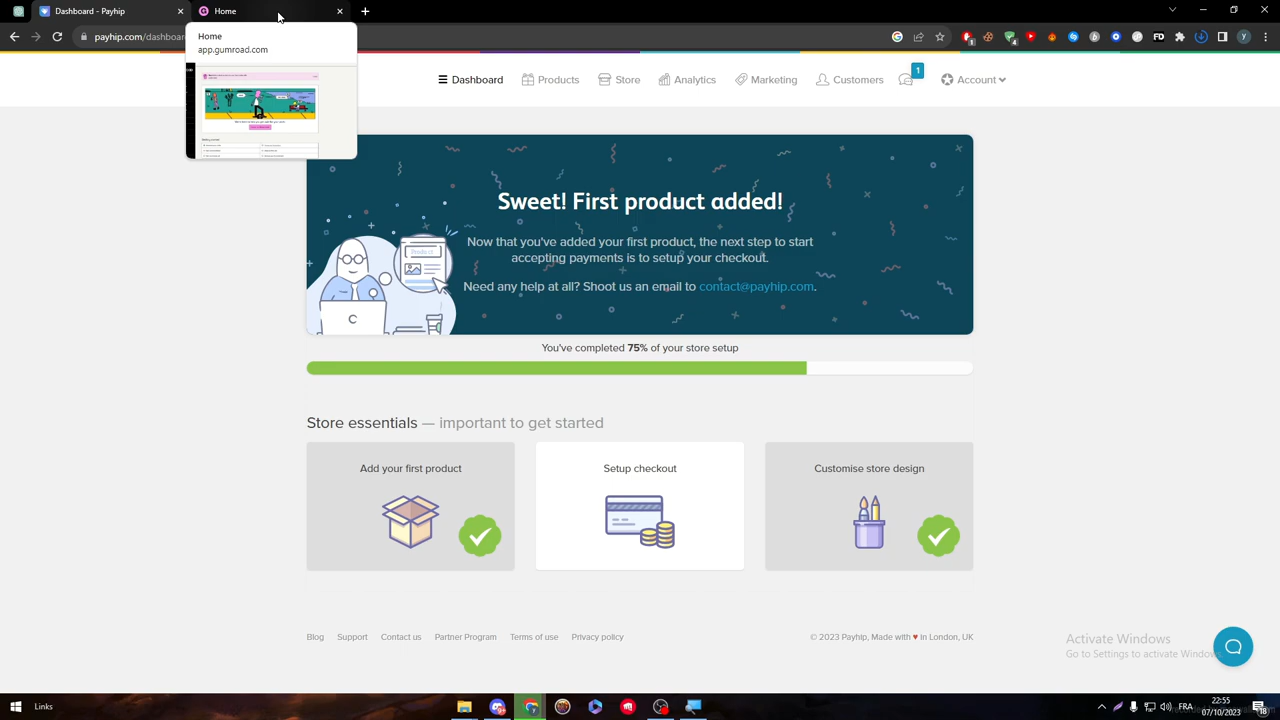 Dashboard - Payhip
Home
payhip.com/dashboar
Home
app.gumroad.com
Dashboard
Products
Store
Analytics
Marketing
Customers
1
Account
Sweet! First product added!
Now that you've added your first product, the next step to start
accepting payments is to setup your checkout.
Need any help at all? Shoot us an email to contact@payhip.com.
Product
You've completed 75% of your store setup
Store essentials — important to get started
Add your first product
Setup checkout
Customise store design
Blog
Support
Contact us
Partner Program
Terms of use
Privacy policy
© 2023 Payhip, Made with ♥ in London, UK
Activate Windows
Go to Settings to activate Windows.
Links
FRA
22:55
07/10/2023
18